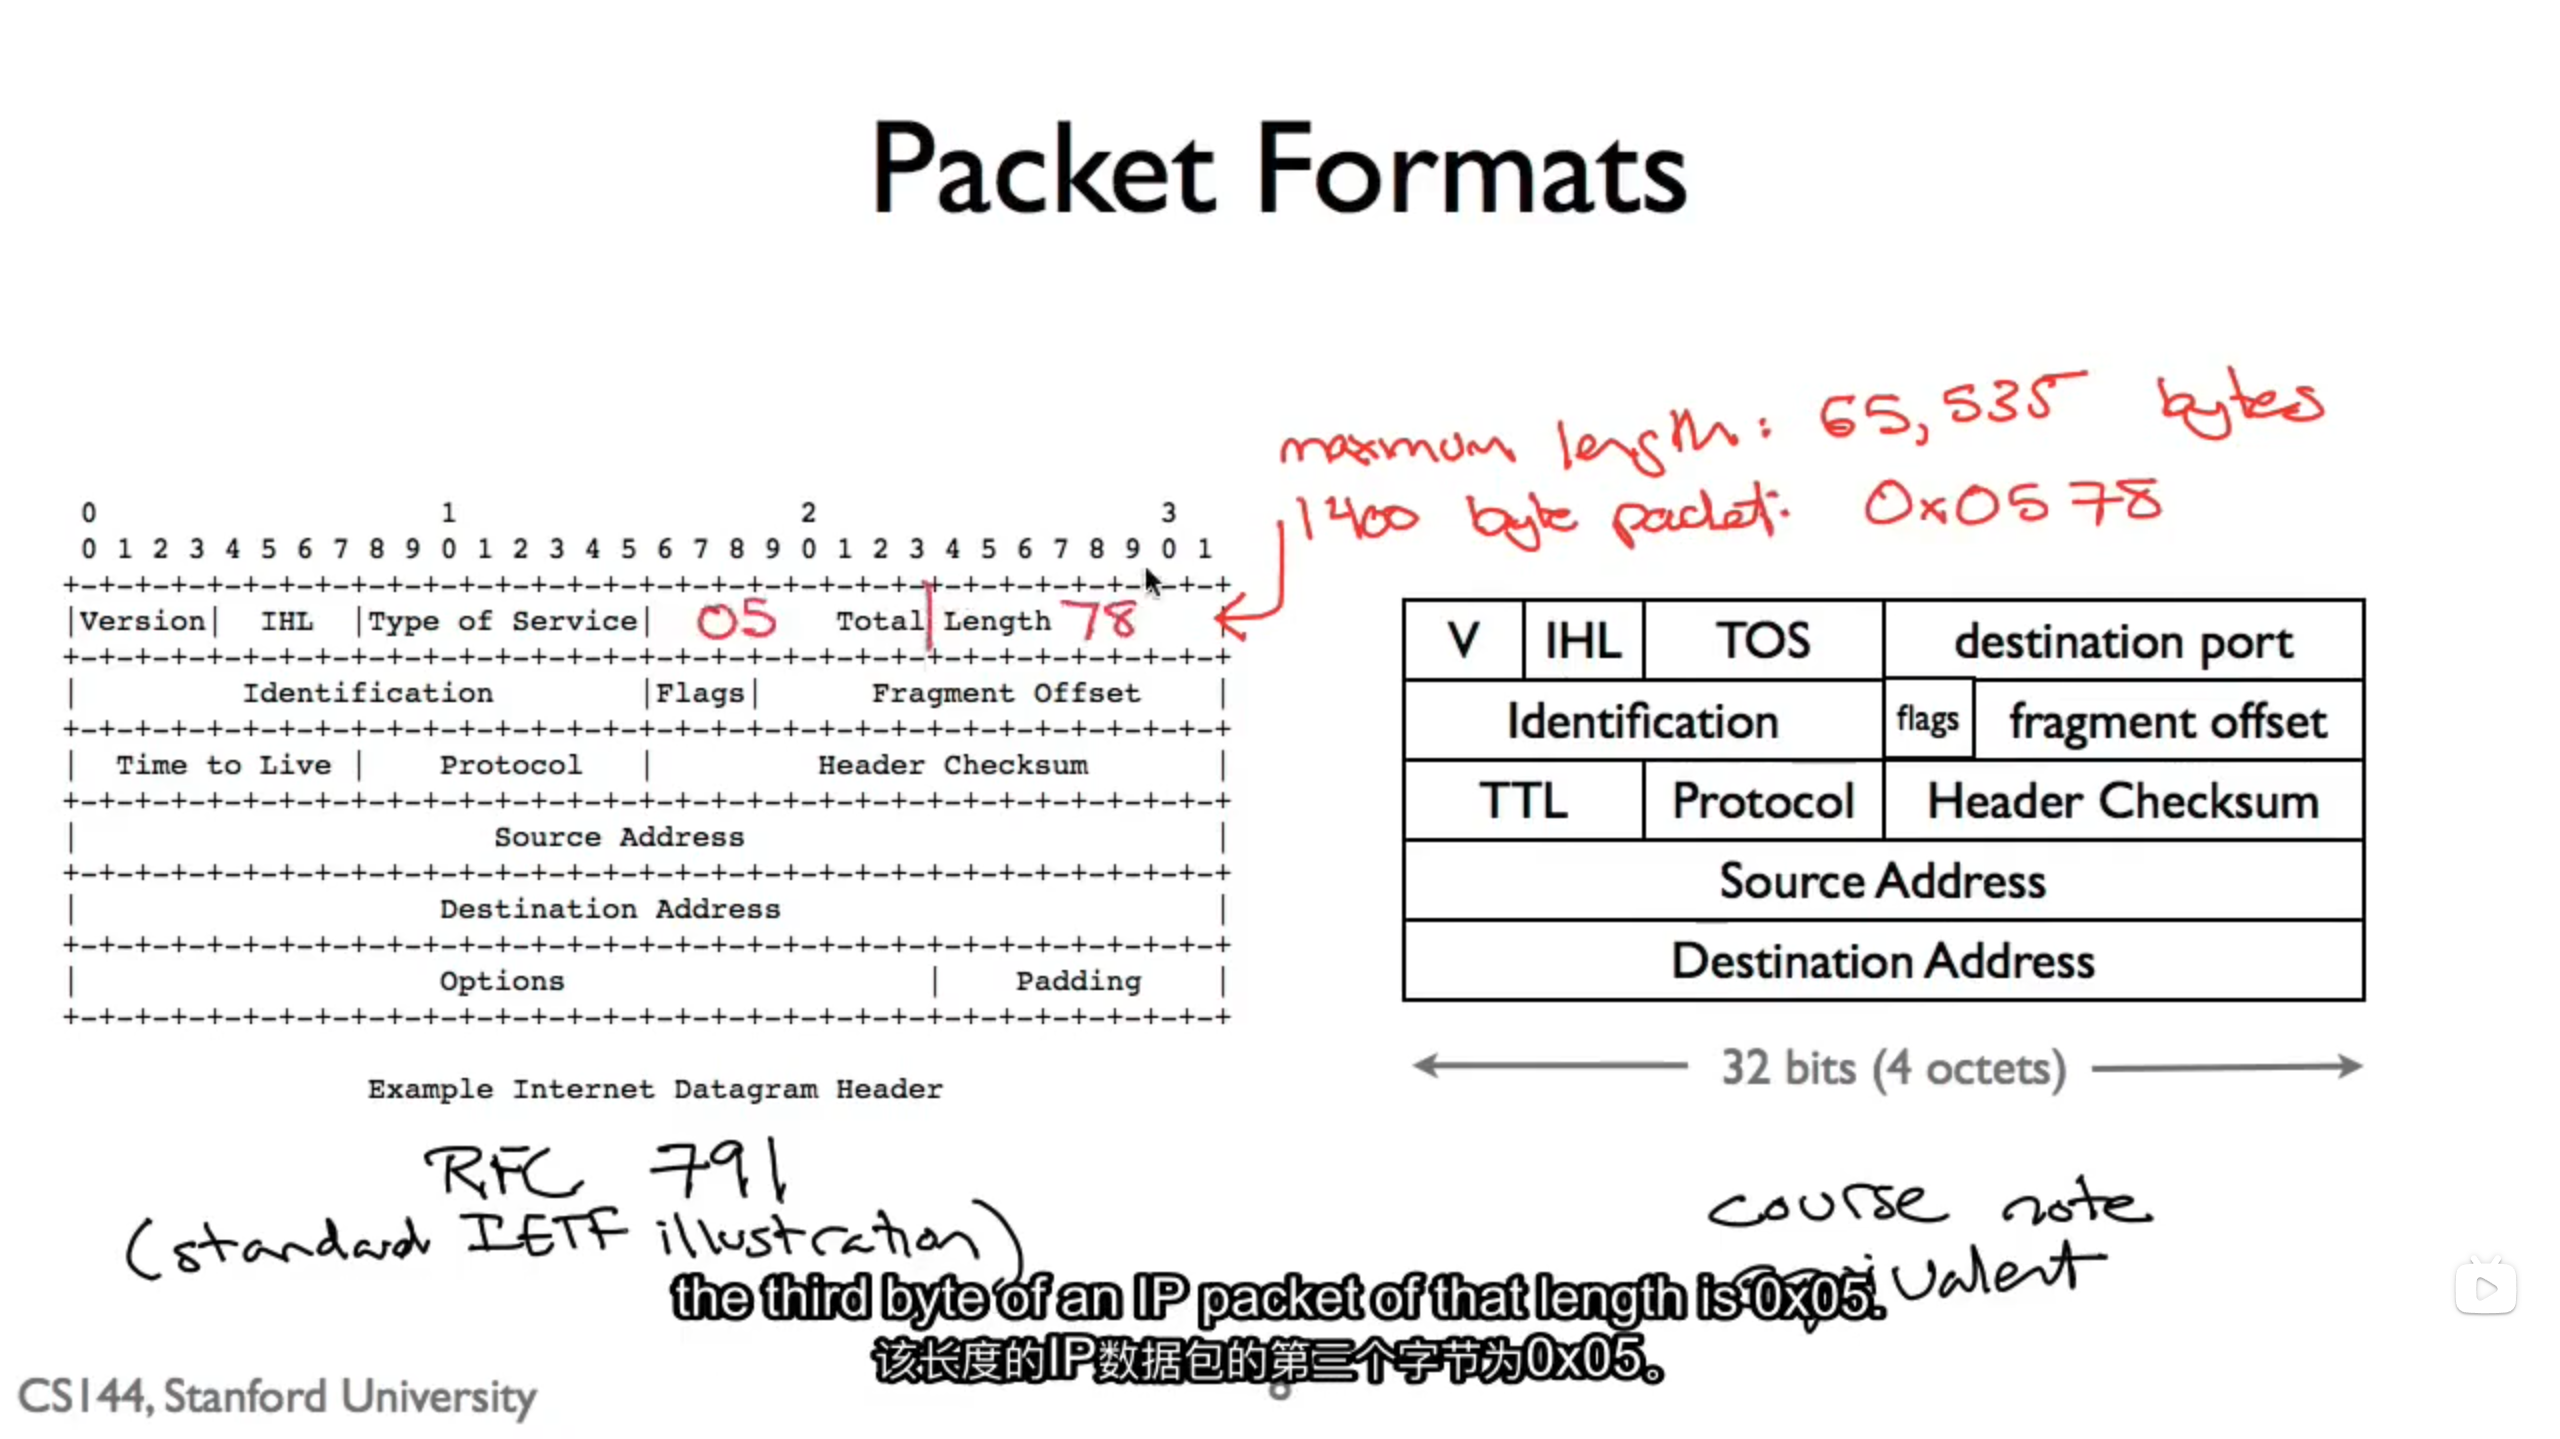 Packet Formats
maxmum length: 65,535 bytes
1400 byte packet: 0x0578
0                   1                   2                   3
0 1 2 3 4 5 6 7 8 9 0 1 2 3 4 5 6 7 8 9 0 1 2 3 4 5 6 7 8 9 0 1
+-+-+-+-+-+-+-+-+-+-+-+-+-+-+-+-+-+-+-+-+-+-+-+-+-+-+-+-+-+-+-+-+
|Version|  IHL  |Type of Service| 05 Total Length 78 |
+-+-+-+-+-+-+-+-+-+-+-+-+-+-+-+-+-+-+-+-+-+-+-+-+-+-+-+-+-+-+-+-+
|         Identification        |Flags|      Fragment Offset    |
+-+-+-+-+-+-+-+-+-+-+-+-+-+-+-+-+-+-+-+-+-+-+-+-+-+-+-+-+-+-+-+-+
|  Time to Live |    Protocol   |         Header Checksum       |
+-+-+-+-+-+-+-+-+-+-+-+-+-+-+-+-+-+-+-+-+-+-+-+-+-+-+-+-+-+-+-+-+
|                       Source Address                          |
+-+-+-+-+-+-+-+-+-+-+-+-+-+-+-+-+-+-+-+-+-+-+-+-+-+-+-+-+-+-+-+-+
|                    Destination Address                        |
+-+-+-+-+-+-+-+-+-+-+-+-+-+-+-+-+-+-+-+-+-+-+-+-+-+-+-+-+-+-+-+-+
|                    Options                    |    Padding    |
+-+-+-+-+-+-+-+-+-+-+-+-+-+-+-+-+-+-+-+-+-+-+-+-+-+-+-+-+-+-+-+-+
Example Internet Datagram Header
RFC 791
(standard IETF illustration)
V IHL TOS destination port
Identification flags fragment offset
TTL Protocol Header Checksum
Source Address
Destination Address
32 bits (4 octets)
course note
the third byte of an IP packet of that length is 0x05.
该长度的IP数据包的第三个字节为0x05。
CS144, Stanford University